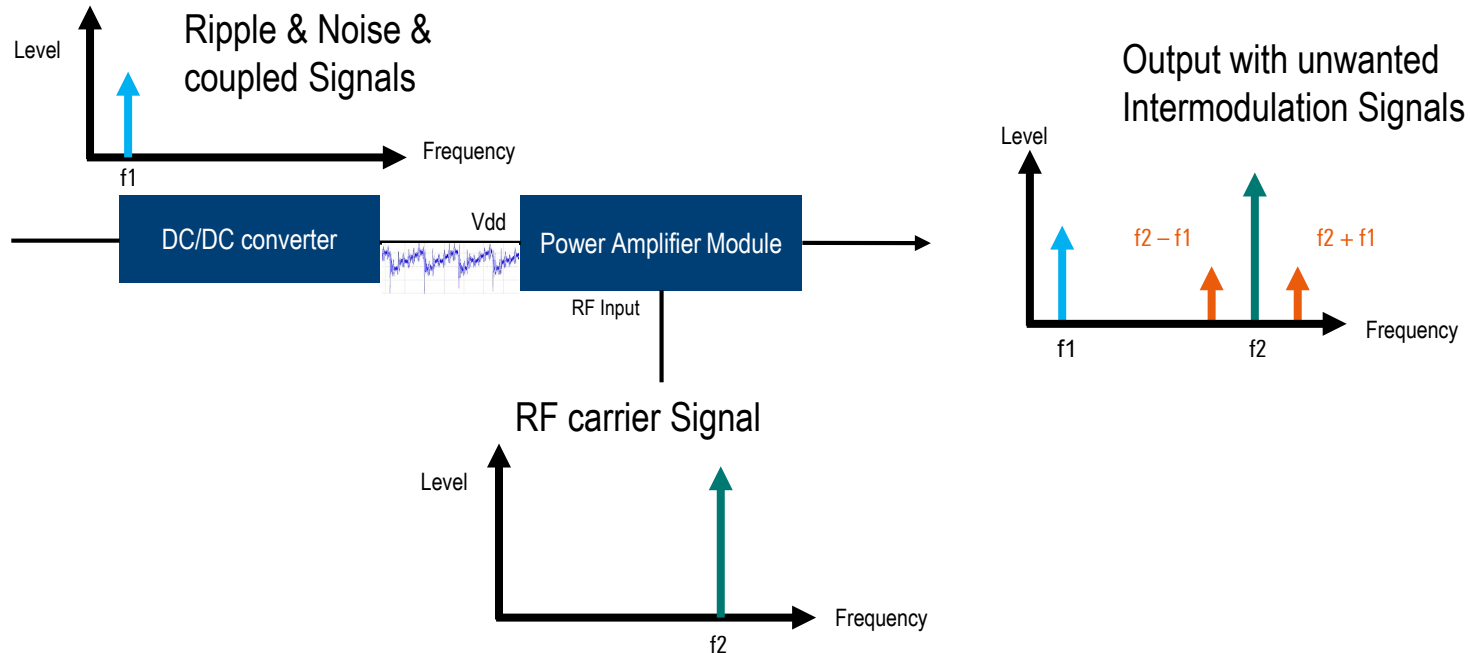 Ripple & Noise &
coupled Signals
Level
Frequency
f1
DC/DC converter
Vdd
Power Amplifier Module
RF Input
RF carrier Signal
Level
Frequency
f2
Output with unwanted
Intermodulation Signals
Level
f2 – f1
f2 + f1
Frequency
f1
f2